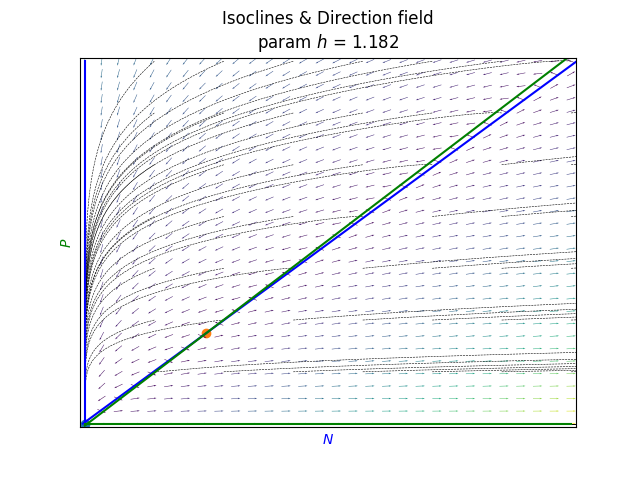 Isoclines & Direction field
param h = 1.182
P
N